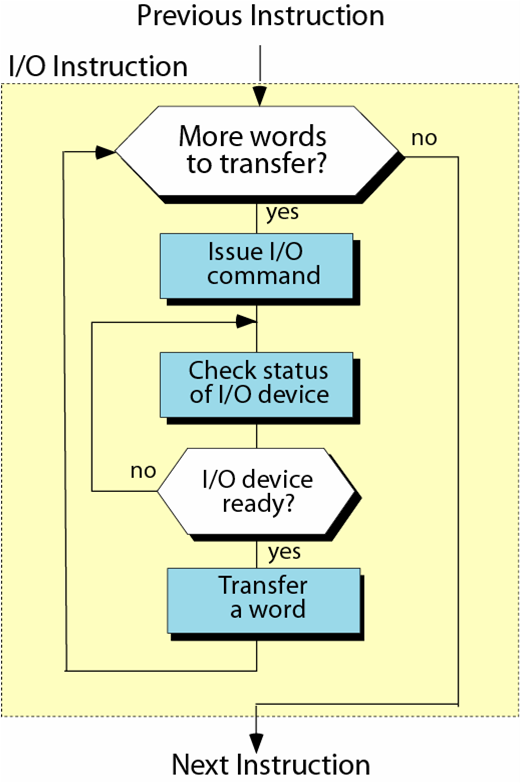 Previous Instruction
I/O Instruction
More words
to transfer?
no
yes
Issue I/O
command
Check status
of I/O device
no
I/O device
ready?
yes
Transfer
a word
Next Instruction